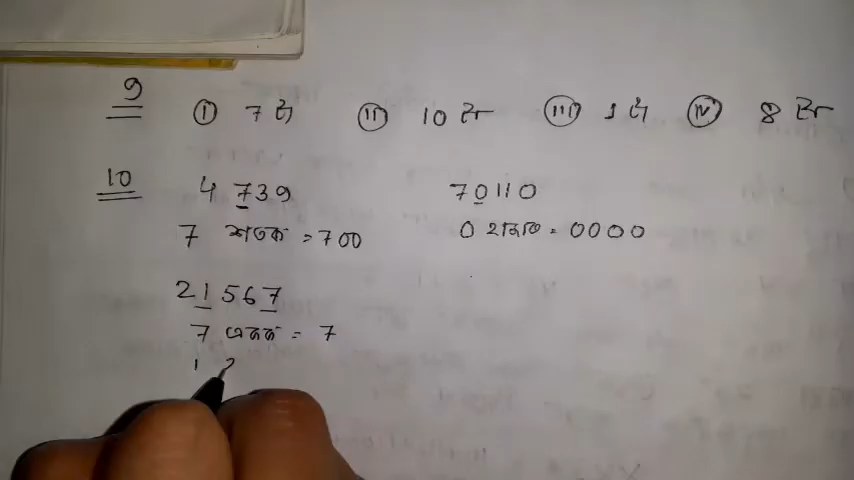 9 (i) 7 টা (ii) 10 টা (iii) 1 টা (iv) 8 টা
10 4739 70110
7 শতক = 700 0 হাজাৰ = 0000
21567
7 একক = 7
1